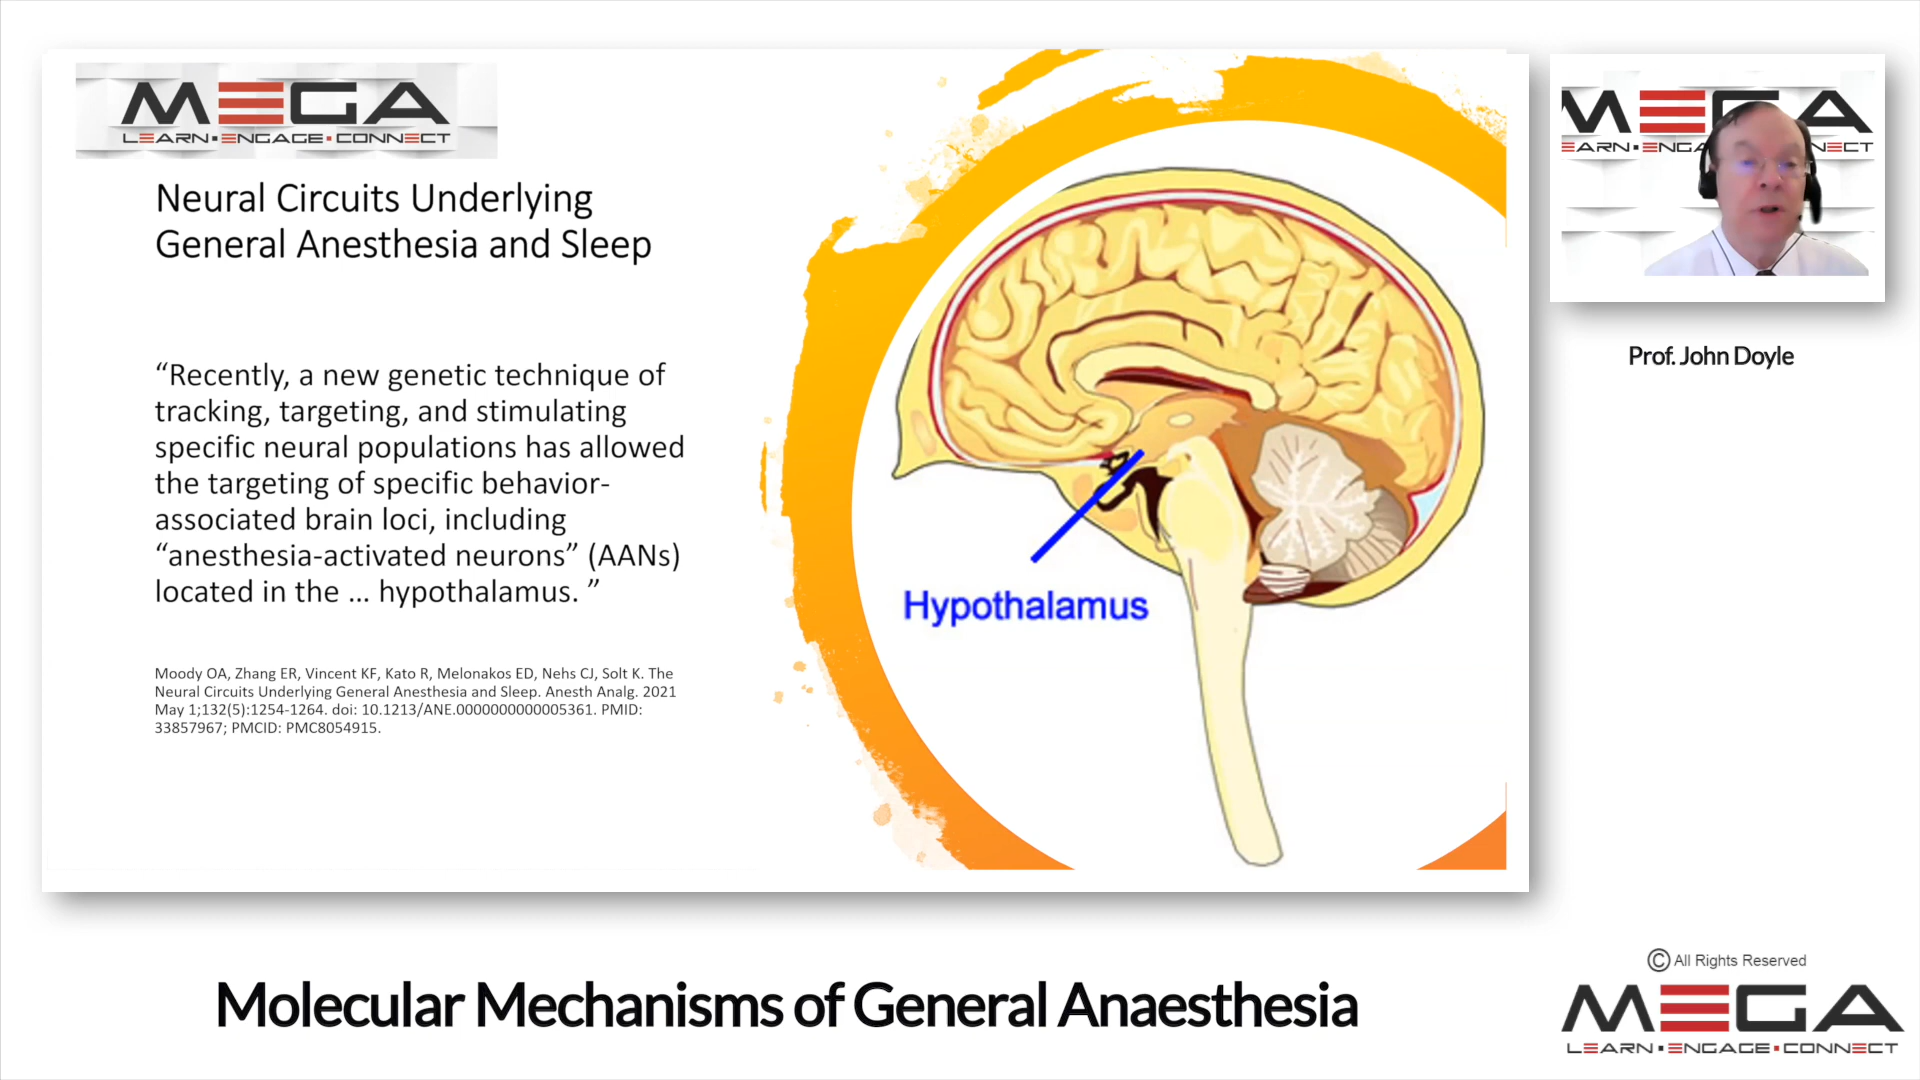 MEGA
LEARN▪ENGAGE▪CONNECT
Neural Circuits Underlying
General Anesthesia and Sleep
“Recently, a new genetic technique of
tracking, targeting, and stimulating
specific neural populations has allowed
the targeting of specific behavior-
associated brain loci, including
“anesthesia-activated neurons” (AANs)
located in the ... hypothalamus. ”
Moody OA, Zhang ER, Vincent KF, Kato R, Melonakos ED, Nehs CJ, Solt K. The
Neural Circuits Underlying General Anesthesia and Sleep. Anesth Analg. 2021
May 1;132(5):1254-1264. doi: 10.1213/ANE.0000000000005361. PMID:
33857967; PMCID: PMC8054915.
Hypothalamus
Prof. John Doyle
Molecular Mechanisms of General Anaesthesia
© All Rights Reserved
MEGA
LEARN▪ENGAGE▪CONNECT